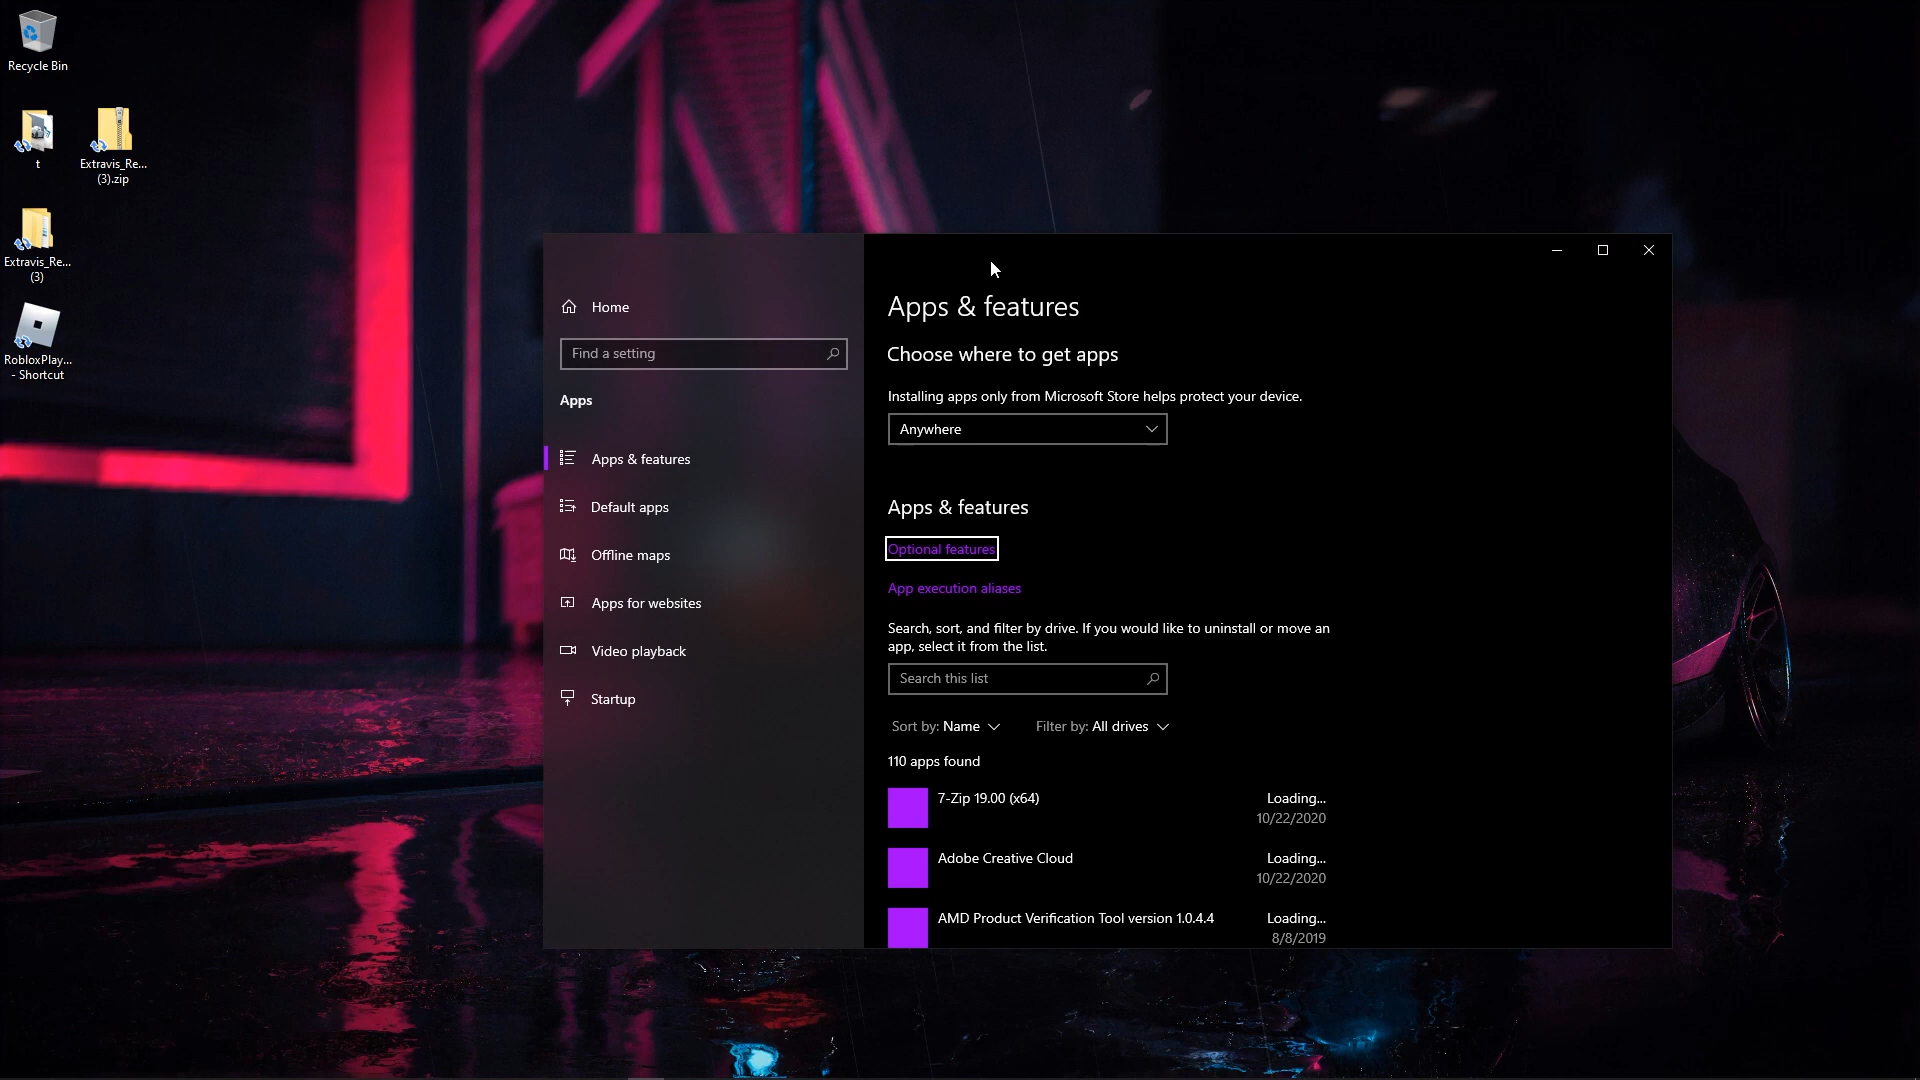 Recycle Bin
t
Extravis_Re...
(3).zip
Extravis_Re...
(3)
RobloxPlay...
- Shortcut
Home
Find a setting
Apps
Apps & features
Default apps
Offline maps
Apps for websites
Video playback
Startup
Apps & features
Choose where to get apps
Installing apps only from Microsoft Store helps protect your device.
Anywhere
Apps & features
Optional features
App execution aliases
Search, sort, and filter by drive. If you would like to uninstall or move an
app, select it from the list.
Search this list
Sort by: Name Filter by: All drives
110 apps found
7-Zip 19.00 (x64) Loading...
10/22/2020
Adobe Creative Cloud Loading...
10/22/2020
AMD Product Verification Tool version 1.0.4.4 Loading...
8/8/2019